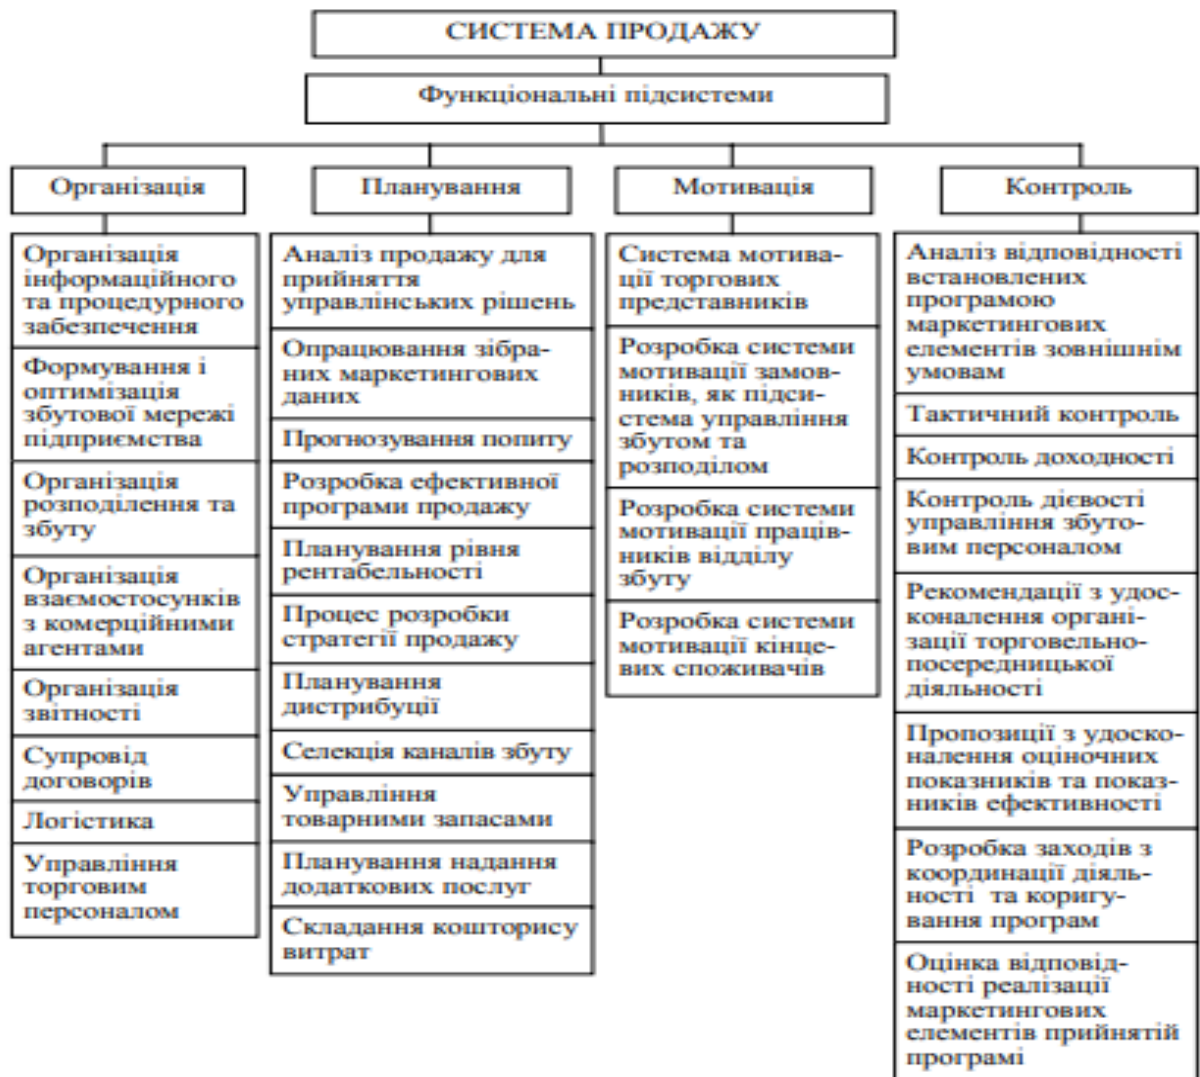 СИСТЕМА ПРОДАЖУ
Функціональні підсистеми
Організація
Планування
Мотивація
Контроль
Організація
інформаційного
та процедурного
забезпечення
Формування і
оптимізація
збутової мережі
підприємства
Організація
розподілення та
збуту
Організація
взаємостосунків
з комерційними
агентами
Організація
звітності
Супровід
договорів
Логістика
Управління
торговим
персоналом
Аналіз продажу для
прийняття
управлінських рішень
Опрацювання зібра-
них маркетингових
даних
Прогнозування попиту
Розробка ефективної
програми продажу
Планування рівня
рентабельності
Процес розробки
стратегії продажу
Планування
дистрибуції
Селекція каналів збуту
Управління
товарними запасами
Планування надання
додаткових послуг
Складання кошторису
витрат
Система мотива-
ції торгових
представників
Розробка системи
мотивації замов-
ників, як підси-
стема управління
збутом та
розподілом
Розробка системи
мотивації праців-
ників відділу
збуту
Розробка системи
мотивації кінце-
вих споживачів
Аналіз відповідності
встановлених
програмою
маркетингових
елементів зовнішнім
умовам
Тактичний контроль
Контроль доходності
Контроль дієвості
управління збуто-
вим персоналом
Рекомендації з удос-
коналення органі-
зації торговельно-
посередницької
діяльності
Пропозиції з удоско-
налення оціночних
показників та показ-
ників ефективності
Розробка заходів з
координації діяль-
ності та коригу-
вання програм
Оцінка відповід-
ності реалізації
маркетингових
елементів прийнятій
програмі